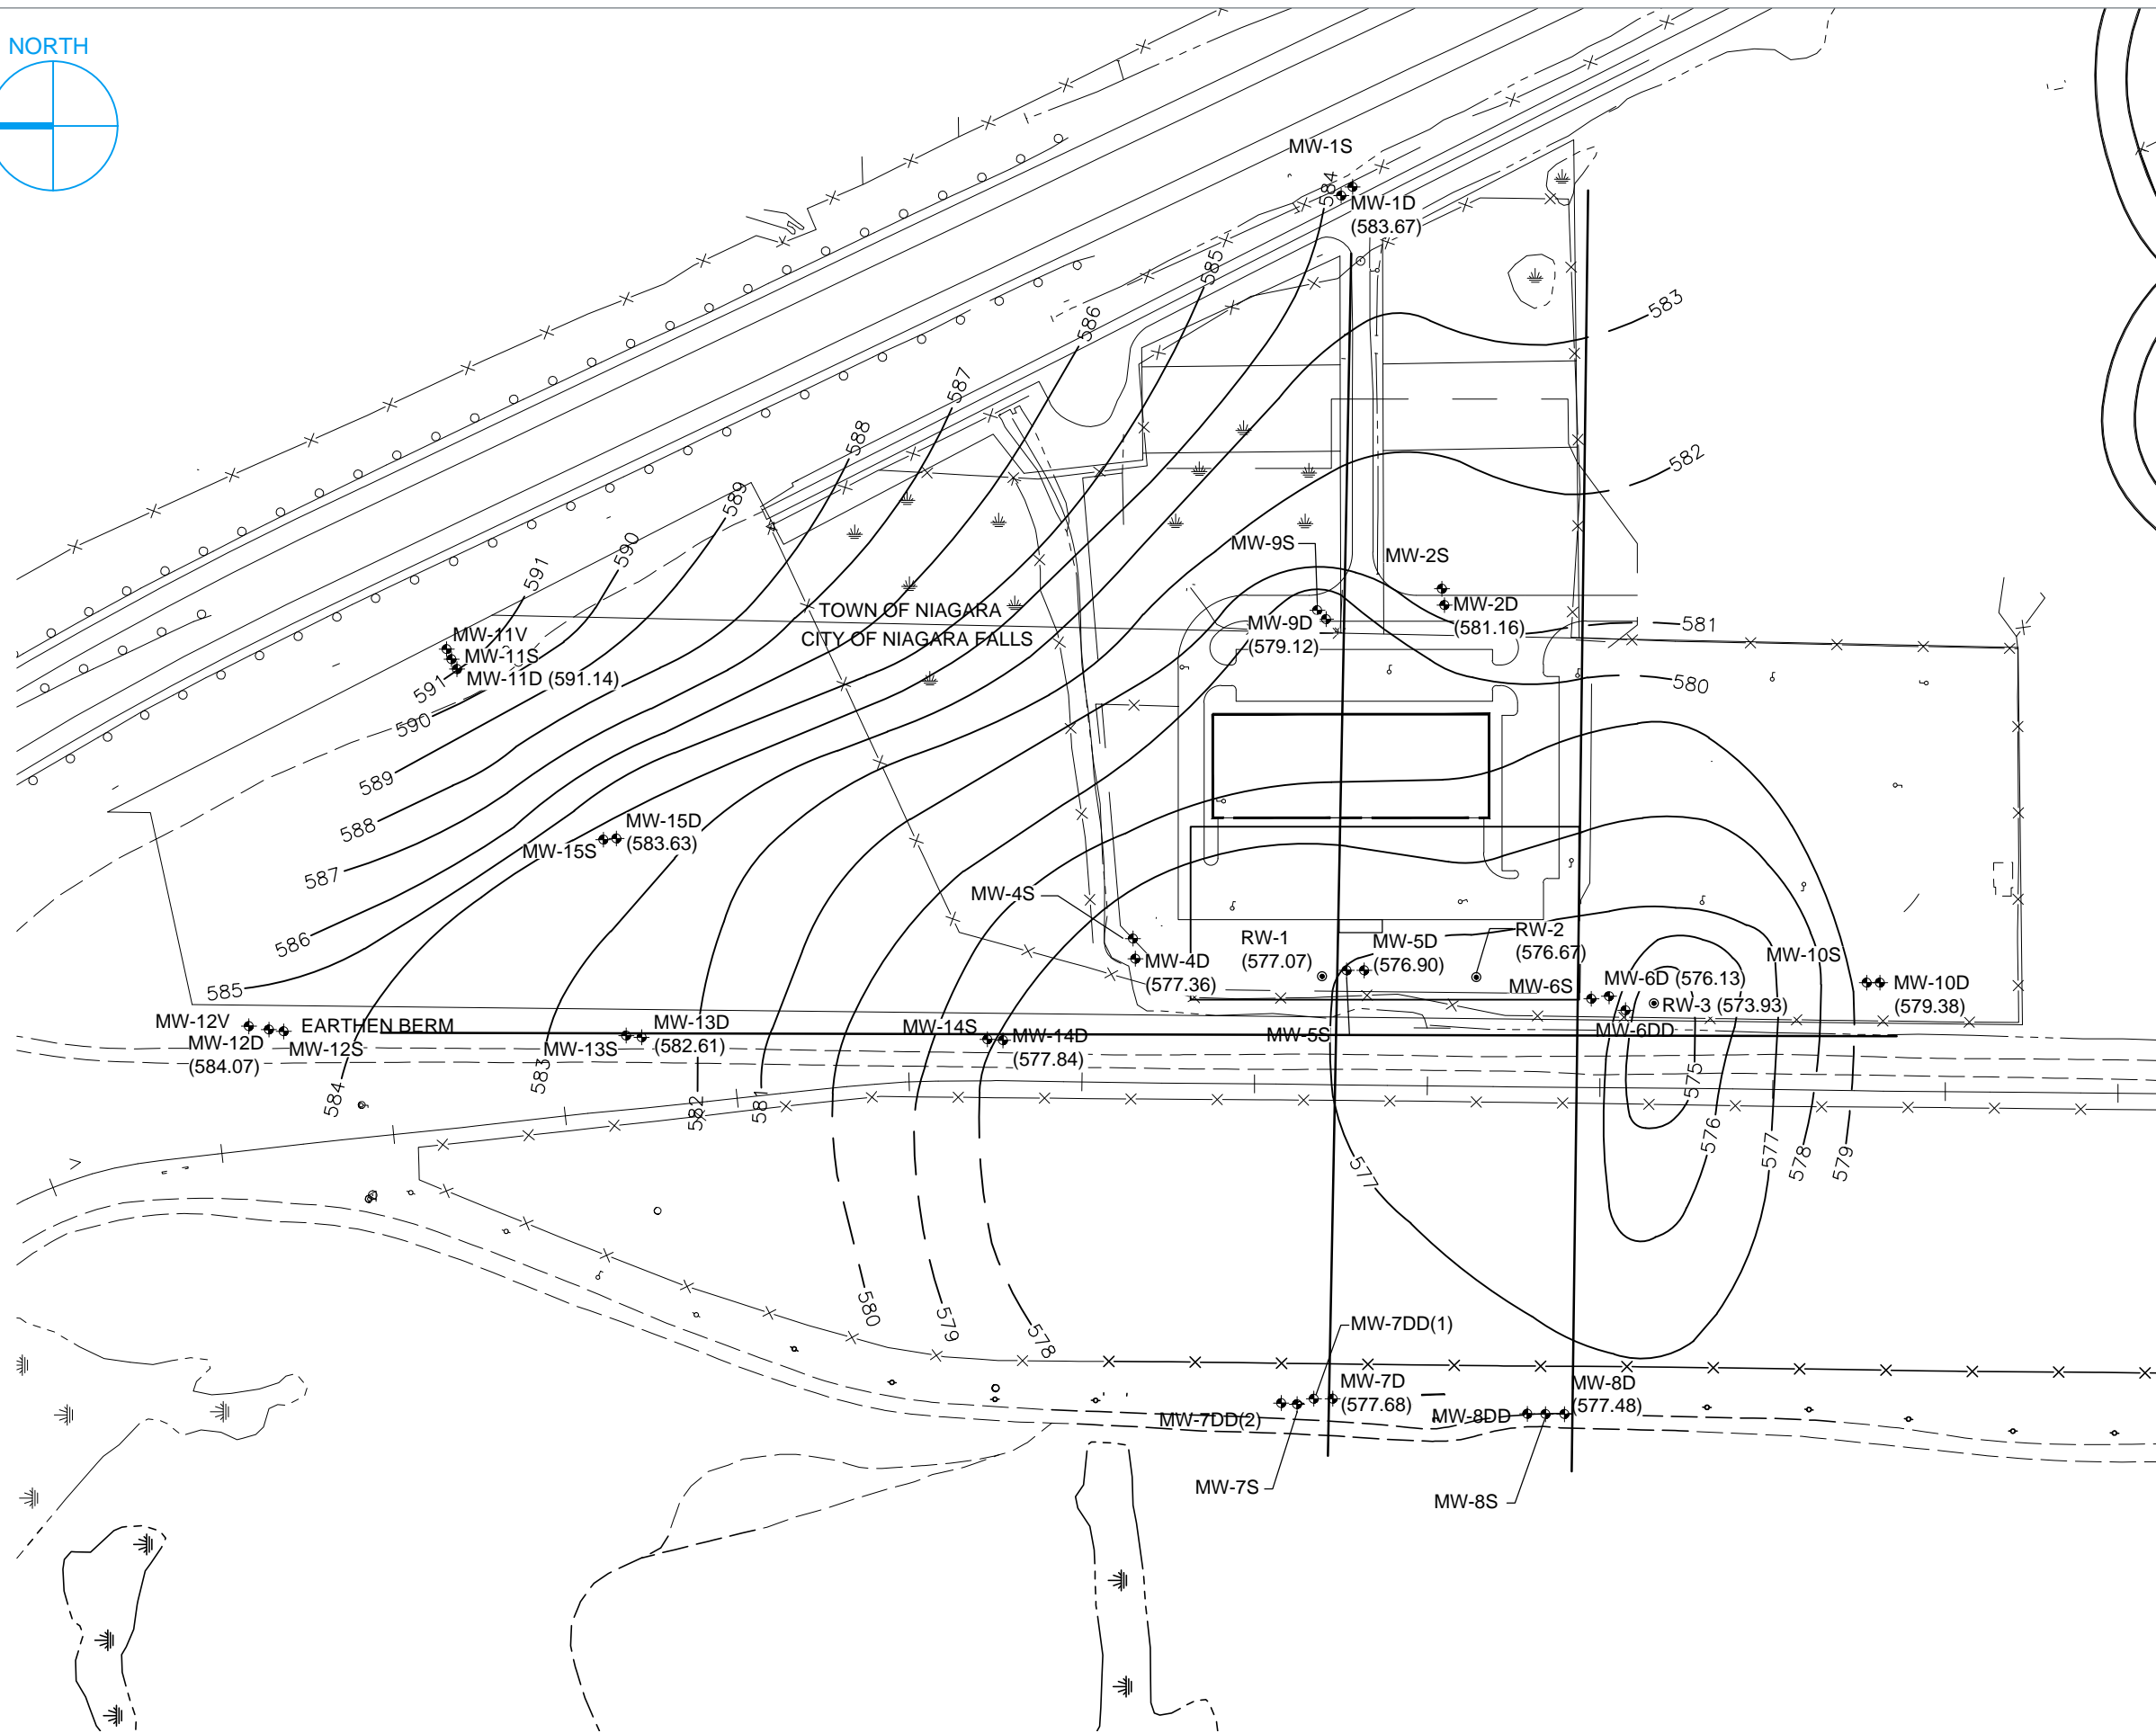 NORTH
MW-1S
584
MW-1D
(583.67)
585
583
586
587
588
582
589
590
591
MW-9S
MW-2S
TOWN OF NIAGARA
CITY OF NIAGARA FALLS
MW-9D
(579.12)
MW-2D
(581.16)
581
MW-11V
MW-11S
MW-11D (591.14)
591
590
580
589
588
587
586
585
MW-15D
(583.63)
MW-15S
MW-4S
MW-4D
(577.36)
RW-1
(577.07)
MW-5D
(576.90)
RW-2
(576.67)
MW-10S
MW-6S
MW-6D (576.13)
RW-3 (573.93)
MW-10D
(579.38)
MW-6DD
MW-12V
MW-12D
(584.07)
EARTHEN BERM
MW-12S
MW-13S
MW-13D
(582.61)
MW-14S
MW-14D
(577.84)
MW-5S
584
583
582
581
575
576
577
578
579
577
580
579
578
MW-7DD(1)
MW-7D
(577.68)
MW-8D
(577.48)
MW-7DD(2)
MW-8DD
MW-7S
MW-8S